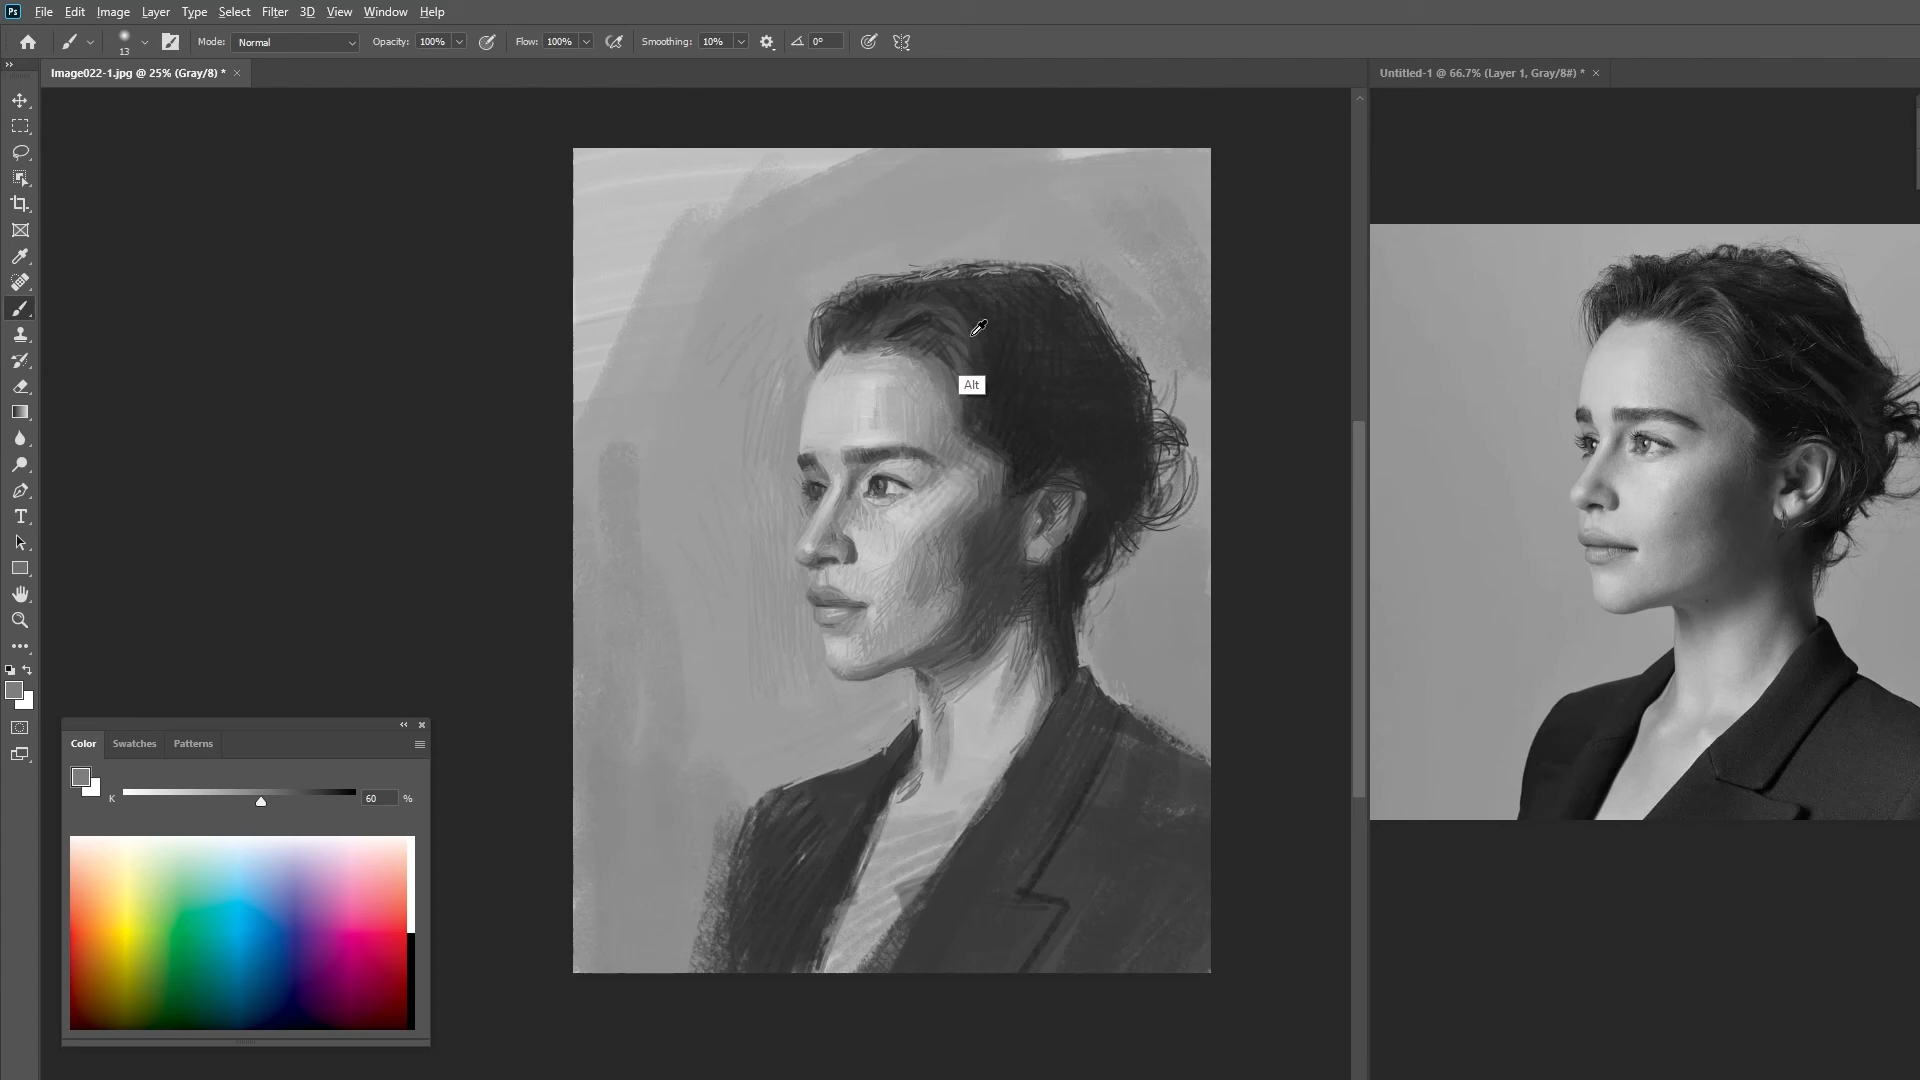 Ps File Edit Image Layer Type Select Filter 3D View Window Help
13 Mode: Normal Opacity: 100% Flow: 100% Smoothing: 10% 0°
Image022-1.jpg @ 25% (Gray/8) * ×
Untitled-1 @ 66.7% (Layer 1, Gray/8#) * ×
Alt
Color Swatches Patterns
K 60 %